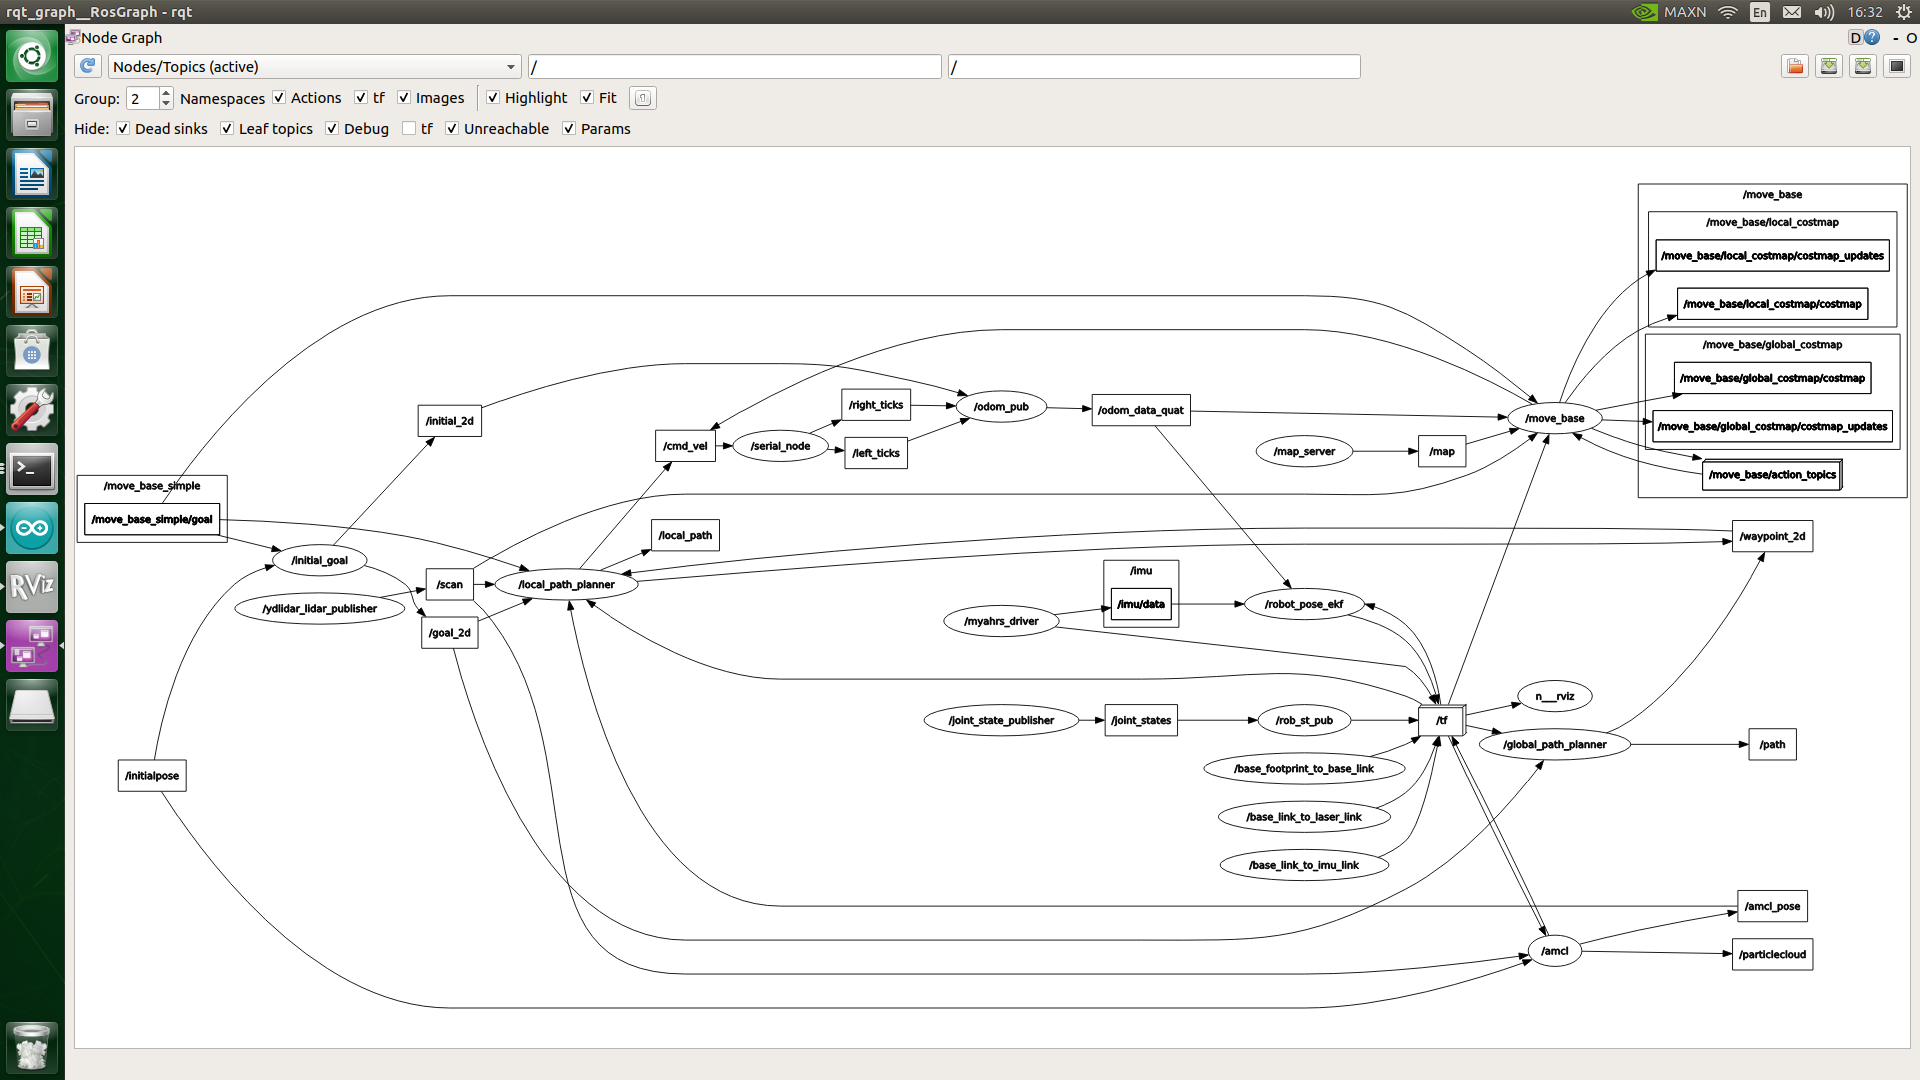 rqt_graph__RosGraph - rqt
MAXN
En
16:32
Node Graph
D
- O
Nodes/Topics (active)
/
/
Group: 2 Namespaces Actions tf Images Highlight Fit
Hide: Dead sinks Leaf topics Debug tf Unreachable Params
/move_base
/move_base/local_costmap
/move_base/local_costmap/costmap_updates
/move_base/local_costmap/costmap
/move_base/global_costmap
/move_base/global_costmap/costmap
/move_base/global_costmap/costmap_updates
/move_base/action_topics
/right_ticks
/odom_pub
/odom_data_quat
/move_base
/initial_2d
/cmd_vel
/serial_node
/left_ticks
/map_server
/map
/move_base_simple
/move_base_simple/goal
/local_path
/waypoint_2d
/initial_goal
/scan
/local_path_planner
/imu
/imu/data
/robot_pose_ekf
/ydlidar_lidar_publisher
/myahrs_driver
/goal_2d
n__rviz
/joint_state_publisher
/joint_states
/rob_st_pub
/tf
/global_path_planner
/path
/base_footprint_to_base_link
/initialpose
/base_link_to_laser_link
/base_link_to_imu_link
/amcl_pose
/amcl
/particlecloud
>_
RViz